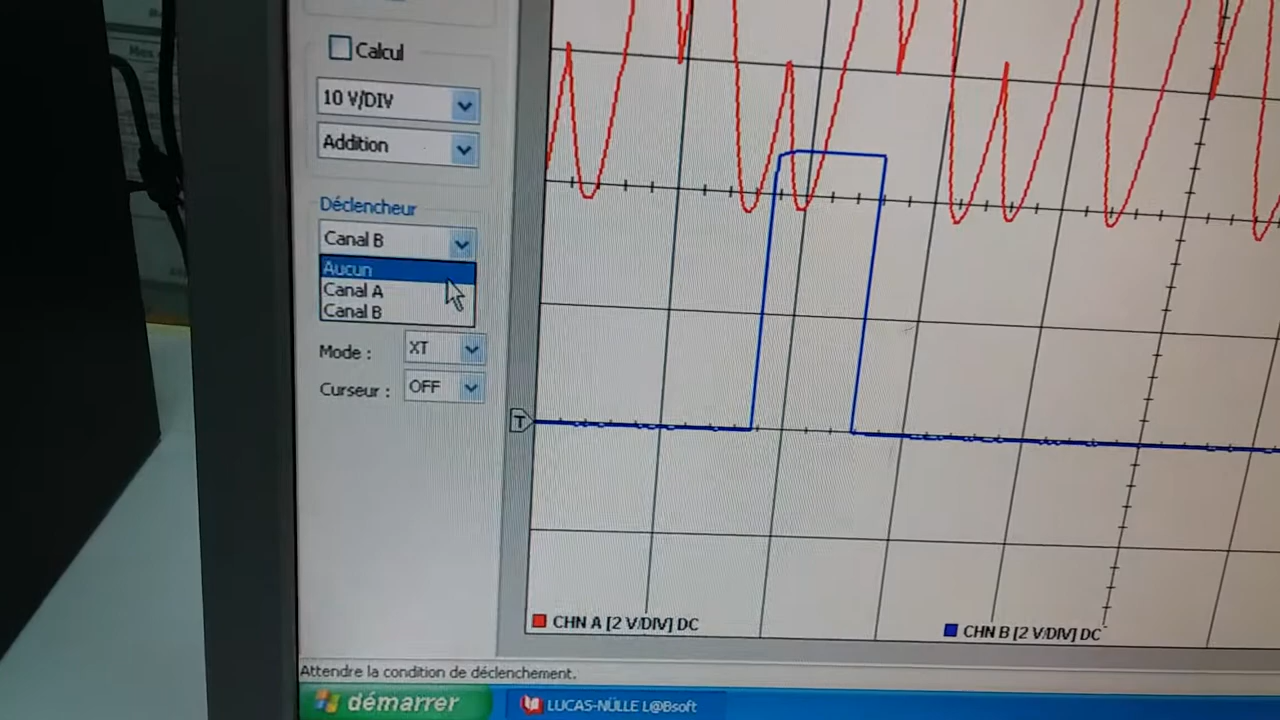 Calcul
10 V/DIV
Addition
Déclencheur
Canal B
Aucun
Canal A
Canal B
Mode :
XT
Curseur :
OFF
T
CHN A [2 V/DIV] DC
CHN B [2 V/DIV] DC
Attendre la condition de déclenchement.
démarrer
LUCAS-NÜLLE L@Bsoft